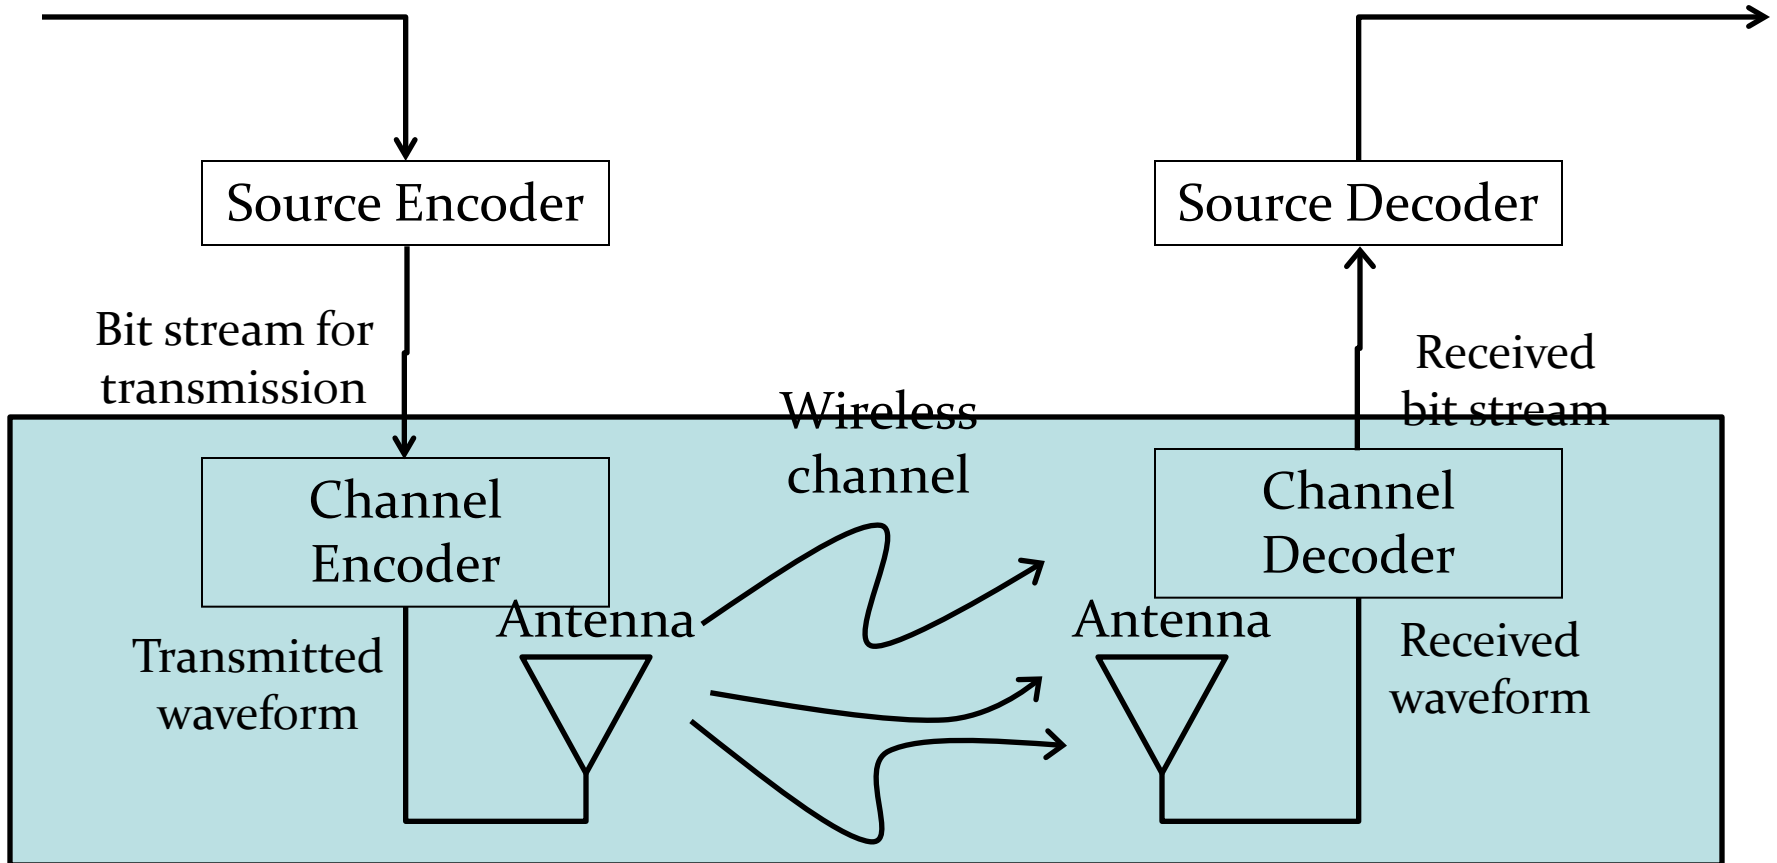 Source Encoder
Source Decoder
Bit stream for
transmission
Received
bit stream
Wireless
channel
Channel
Encoder
Channel
Decoder
Antenna
Antenna
Transmitted
waveform
Received
waveform